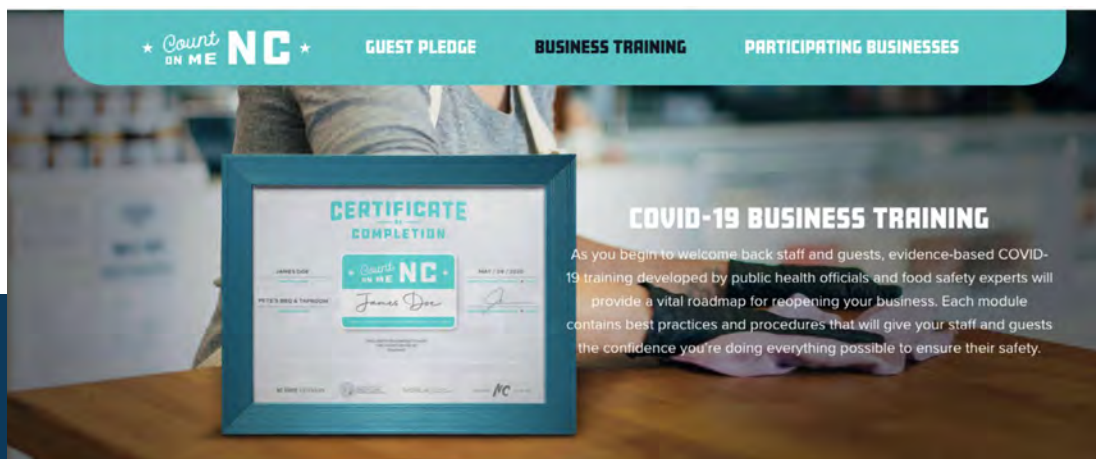 Count
ON ME NC
GUEST PLEDGE
BUSINESS TRAINING
PARTICIPATING BUSINESSES
CERTIFICATE
OF
COMPLETION
JAMES DOE
Count
ON ME NC
MAY / 28 / 2020
PETE'S BBQ & TAPROOM
James Doe
NC
COVID-19 BUSINESS TRAINING
As you begin to welcome back staff and guests, evidence-based COVID-
19 training developed by public health officials and food safety experts will
provide a vital roadmap for reopening your business. Each module
contains best practices and procedures that will give your staff and guests
the confidence you're doing everything possible to ensure their safety.